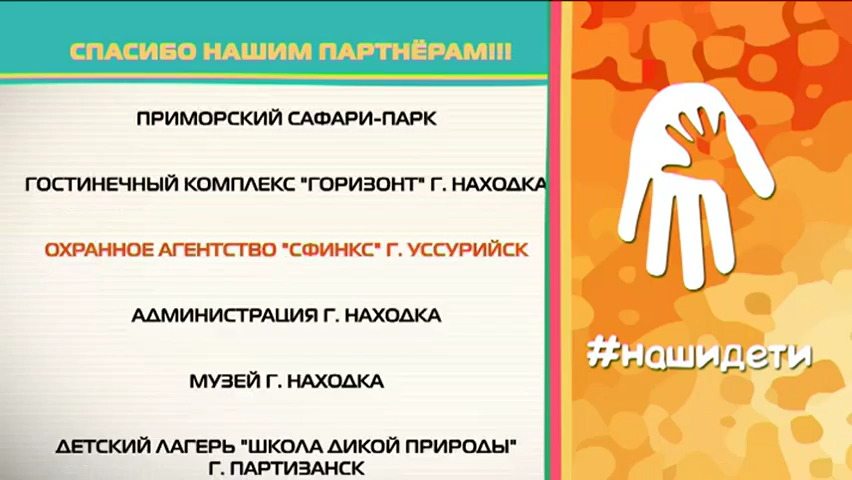 СПАСИБО НАШИМ ПАРТНЁРАМ!!!
ПРИМОРСКИЙ САФАРИ-ПАРК
ГОСТИНЕЧНЫЙ КОМПЛЕКС "ГОРИЗОНТ" Г. НАХОДКА
ОХРАННОЕ АГЕНТСТВО "СФИНКС" Г. УССУРИЙСК
АДМИНИСТРАЦИЯ Г. НАХОДКА
МУЗЕЙ Г. НАХОДКА
ДЕТСКИЙ ЛАГЕРЬ "ШКОЛА ДИКОЙ ПРИРОДЫ"
Г. ПАРТИЗАНСК
#нашидети